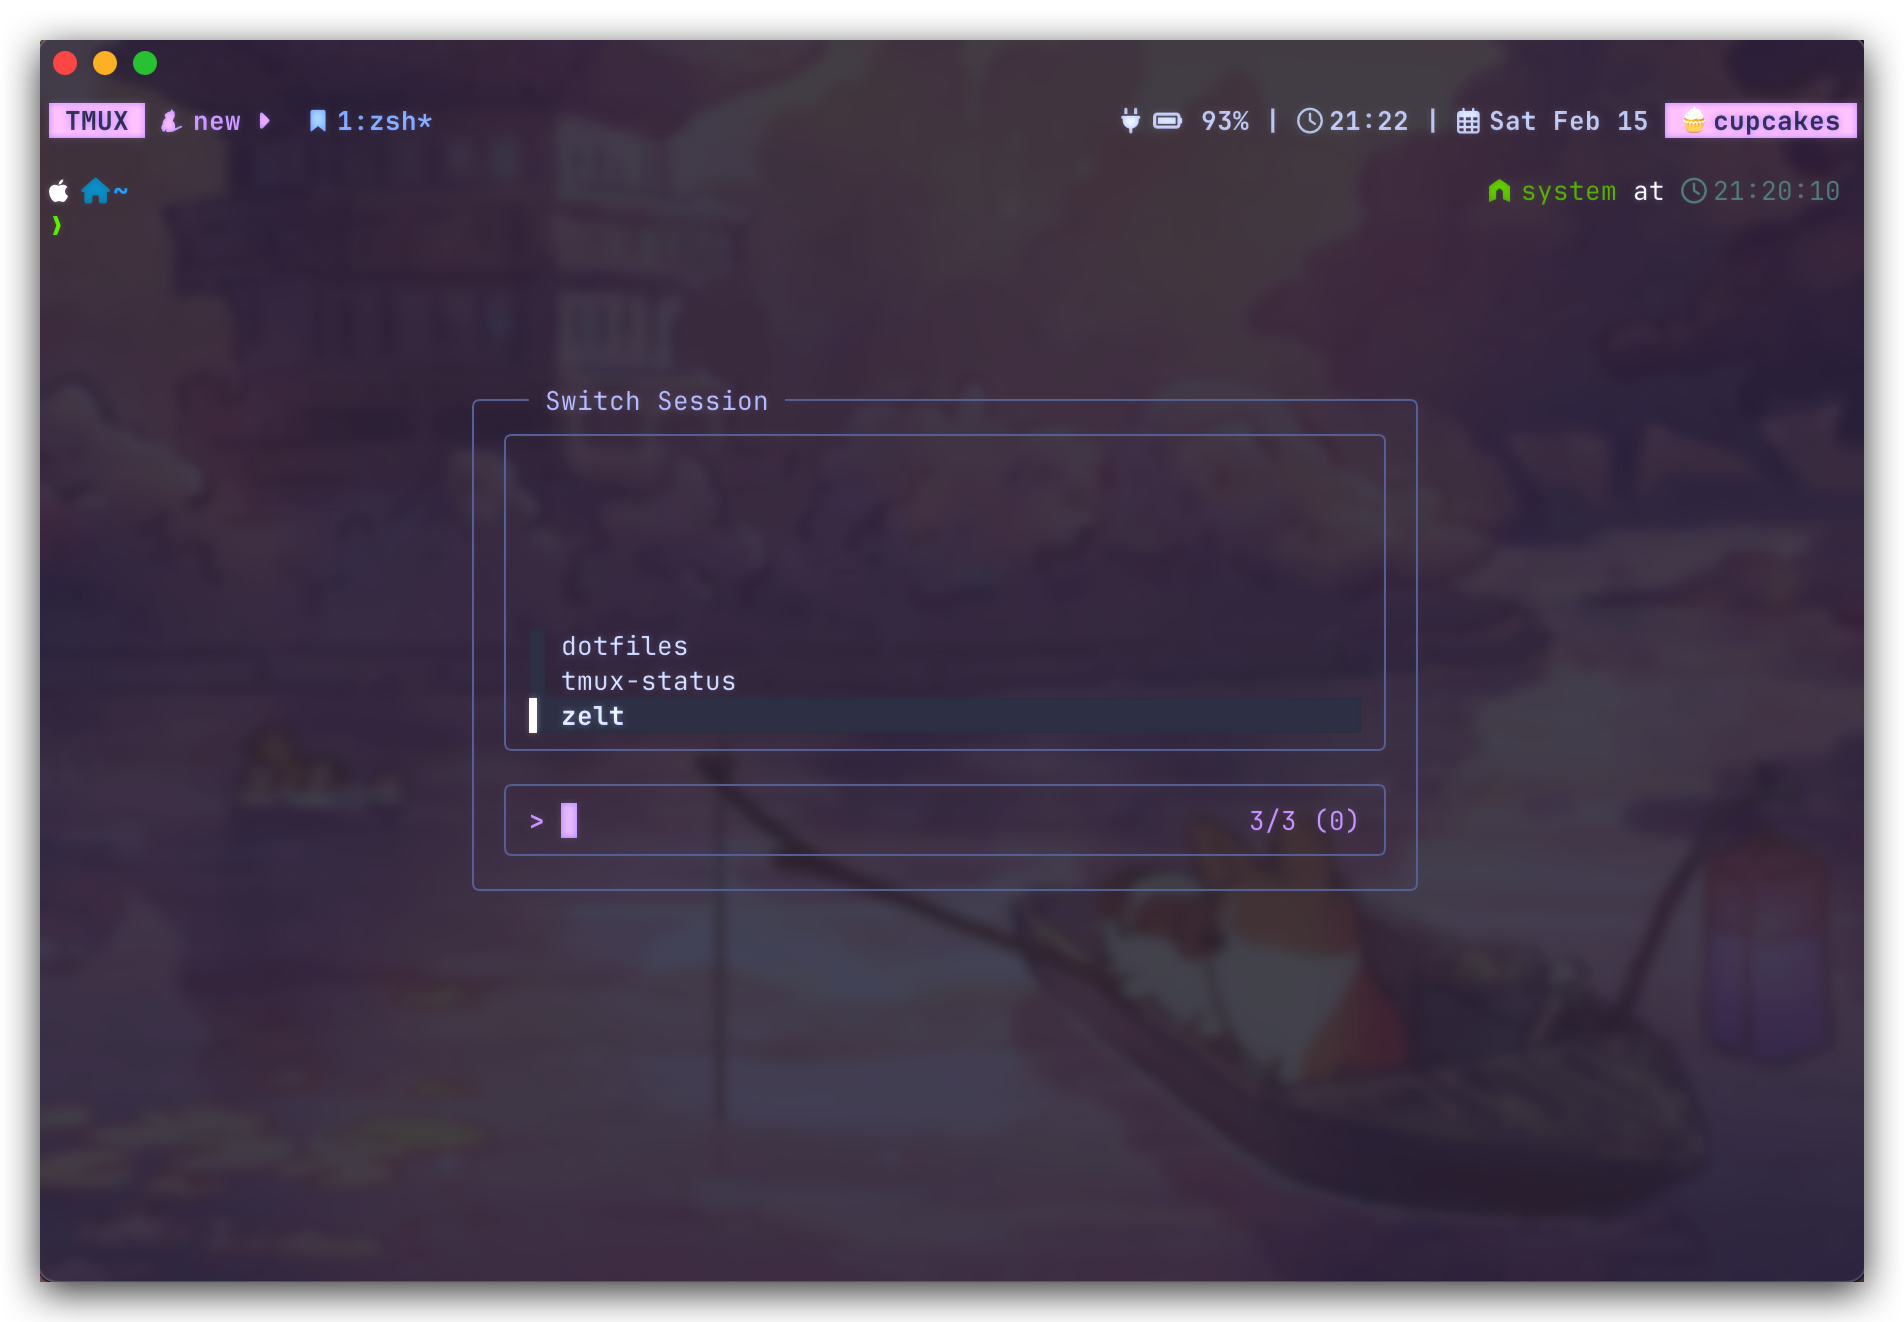 TMUX new 1:zsh* 93% | 21:22 | Sat Feb 15 cupcakes
~ system at 21:20:10
❯
Switch Session
dotfiles
tmux-status
zelt
> 3/3 (0)